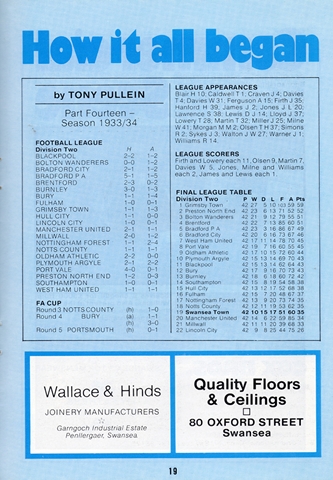 How it all began
by TONY PULLEIN
Part Fourteen –
Season 1933/34
FOOTBALL LEAGUE
Division Two H A
BLACKPOOL 2-2 1-2
BOLTON WANDERERS 0-0 1-2
BRADFORD CITY 2-1 1-2
BRADFORD P.A. 5-1 1-5
BRENTFORD 2-3 0-2
BURNLEY 3-0 1-3
BURY 1-1
FULHAM 1-0 0-1
GRIMSBY TOWN 1-1 1-3
HULL CITY 1-1 0-0
LINCOLN CITY 1-0 0-1
MANCHESTER UNITED 2-1 1-1
MILLWALL 2-0 1-2
NOTTINGHAM FOREST 1-1 2-4
NOTTS COUNTY 1-1 1-1
OLDHAM ATHLETIC 2-2 0-0
PLYMOUTH ARGYLE 2-1 2-2
PORT VALE 4-0 0-1
PRESTON NORTH END 1-2 0-3
SOUTHAMPTON 1-0 0-1
WEST HAM UNITED 1-1 1-1
FA CUP
Round 3 NOTTS COUNTY (h) 1-0
Round 4 BURY (a) 1-1
(h) 3-0
Round 5 PORTSMOUTH (h) 0-1
LEAGUE APPEARANCES
Blair H 10; Caldwell T 1; Craven J 4; Davies
T 4; Davies W 31; Ferguson A 15; Firth J 35;
Hanford H 39; James J 2; Jones J L 20;
Lawrence S 38; Lewis D J 14; Lloyd J 37;
Lowery T 28; Martin T 32; Miller J 25; Milne
W 41; Morgan M M 2; Olsen T H 37; Simons
R 2; Sykes J 3; Walton J W 27; Warner J 1;
Williams R 14.
LEAGUE SCORERS
Firth and Lowery each 11, Olsen 9, Martin 7,
Davies W 5, Jones, Milne and Williams
each 2, James and Lewis each 1.
FINAL LEAGUE TABLE
Division Two P W D L F A Pts
1 Grimsby Town 42 27 5 10 103 59 59
2 Preston North End 42 23 6 13 71 52 52
3 Bolton Wanderers 42 21 9 12 79 55 51
4 Brentford 42 22 7 13 85 60 51
5 Bradford P.A. 42 23 3 16 86 67 49
6 Bradford City 42 20 6 16 73 67 46
7 West Ham United 42 17 11 14 78 70 45
8 Port Vale 42 19 7 16 60 55 45
9 Oldham Athletic 42 17 10 15 72 60 44
10 Plymouth Argyle 42 15 13 14 69 70 43
11 Blackpool 42 15 13 14 62 64 43
12 Bury 42 17 9 16 70 73 43
13 Burnley 42 18 6 18 60 72 42
14 Southampton 42 15 8 19 54 58 38
15 Hull City 42 13 12 17 52 68 38
16 Fulham 42 15 7 20 48 67 37
17 Nottingham Forest 42 13 9 20 73 74 35
18 Notts County 42 12 11 19 53 62 35
19 Swansea Town 42 10 15 17 51 60 35
20 Manchester United 42 14 6 22 59 85 34
21 Millwall 42 11 11 20 39 68 33
22 Lincoln City 42 9 8 25 44 75 26
Wallace & Hinds
JOINERY MANUFACTURERS
Garngoch Industrial Estate
Penllergaer, Swansea
Quality Floors
& Ceilings
80 OXFORD STREET
Swansea
19